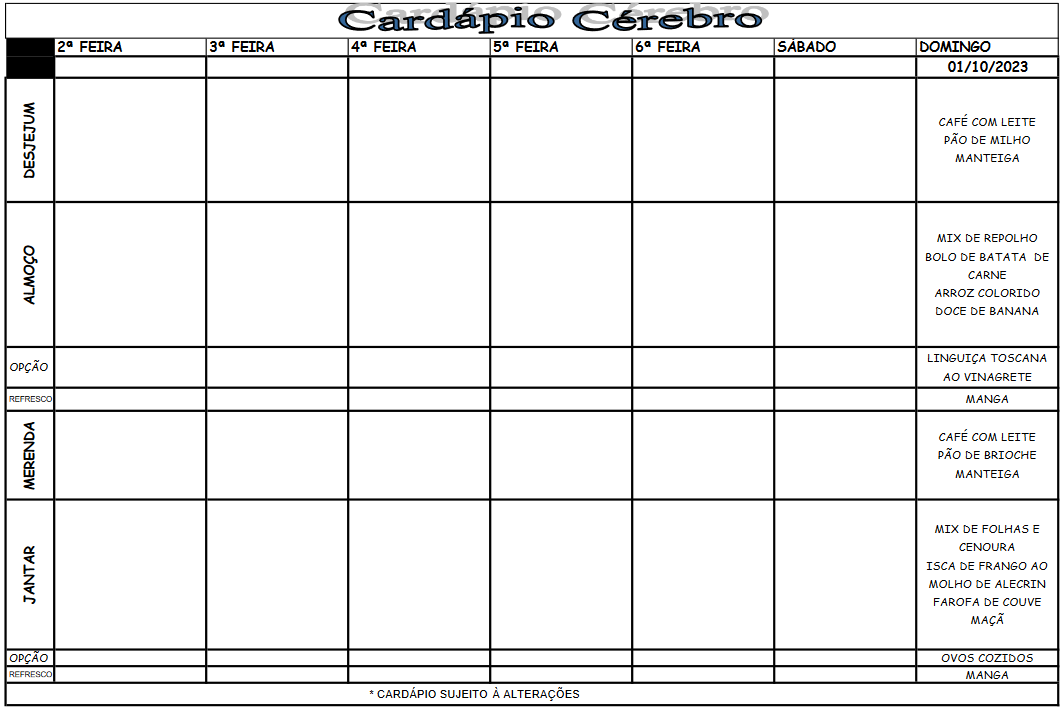 Cardápio Cérebro
2ª FEIRA 3ª FEIRA 4ª FEIRA 5ª FEIRA 6ª FEIRA SÁBADO DOMINGO
01/10/2023
DESJEJUM
CAFÉ COM LEITE
PÃO DE MILHO
MANTEIGA
ALMOÇO
MIX DE REPOLHO
BOLO DE BATATA DE
CARNE
ARROZ COLORIDO
DOCE DE BANANA
OPÇÃO
LINGUIÇA TOSCANA
AO VINAGRETE
REFRESCO MANGA
MERENDA
CAFÉ COM LEITE
PÃO DE BRIOCHE
MANTEIGA
JANTAR
MIX DE FOLHAS E
CENOURA
ISCA DE FRANGO AO
MOLHO DE ALECRIN
FAROFA DE COUVE
MAÇÃ
OPÇÃO OVOS COZIDOS
REFRESCO MANGA
* CARDÁPIO SUJEITO À ALTERAÇÕES